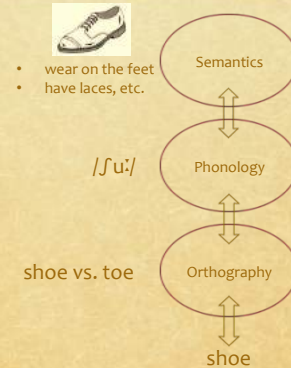 • wear on the feet
• have laces, etc.
Semantics
/ʃuː/
Phonology
shoe vs. toe
Orthography
shoe